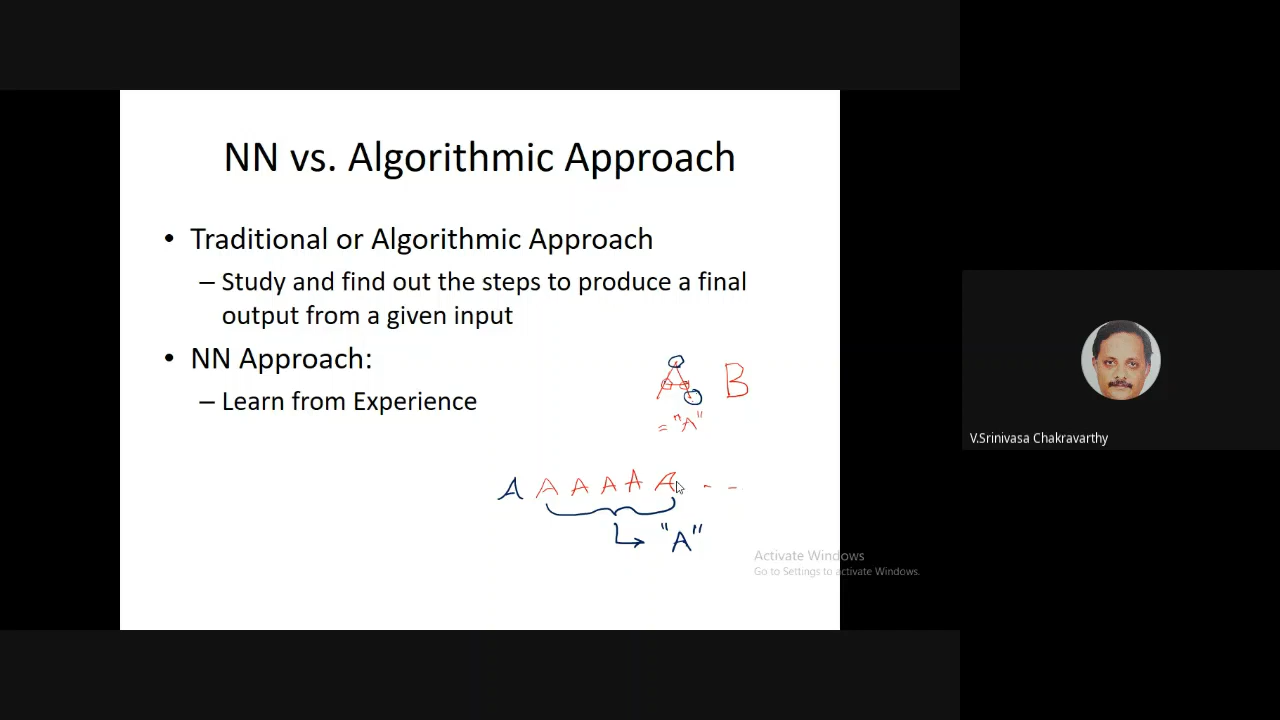 NN vs. Algorithmic Approach
• Traditional or Algorithmic Approach
– Study and find out the steps to produce a final
output from a given input
• NN Approach:
– Learn from Experience
A B
= "A"
A A A A A A - -
"A"
Activate Windows
Go to Settings to activate Windows.
V.Srinivasa Chakravarthy